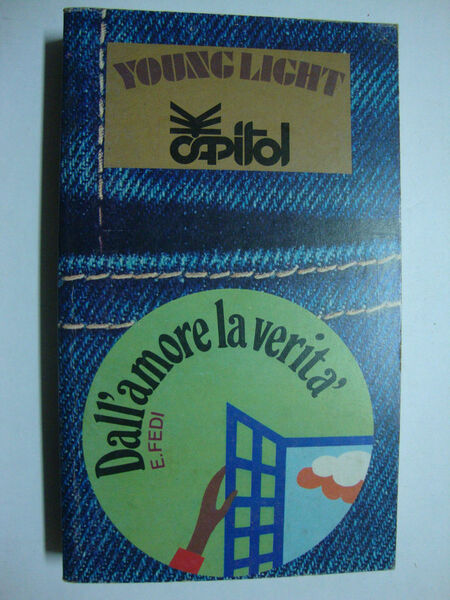 YOUNG LIGHT
Capitol
Dall'amore la verita'
E. FEDI